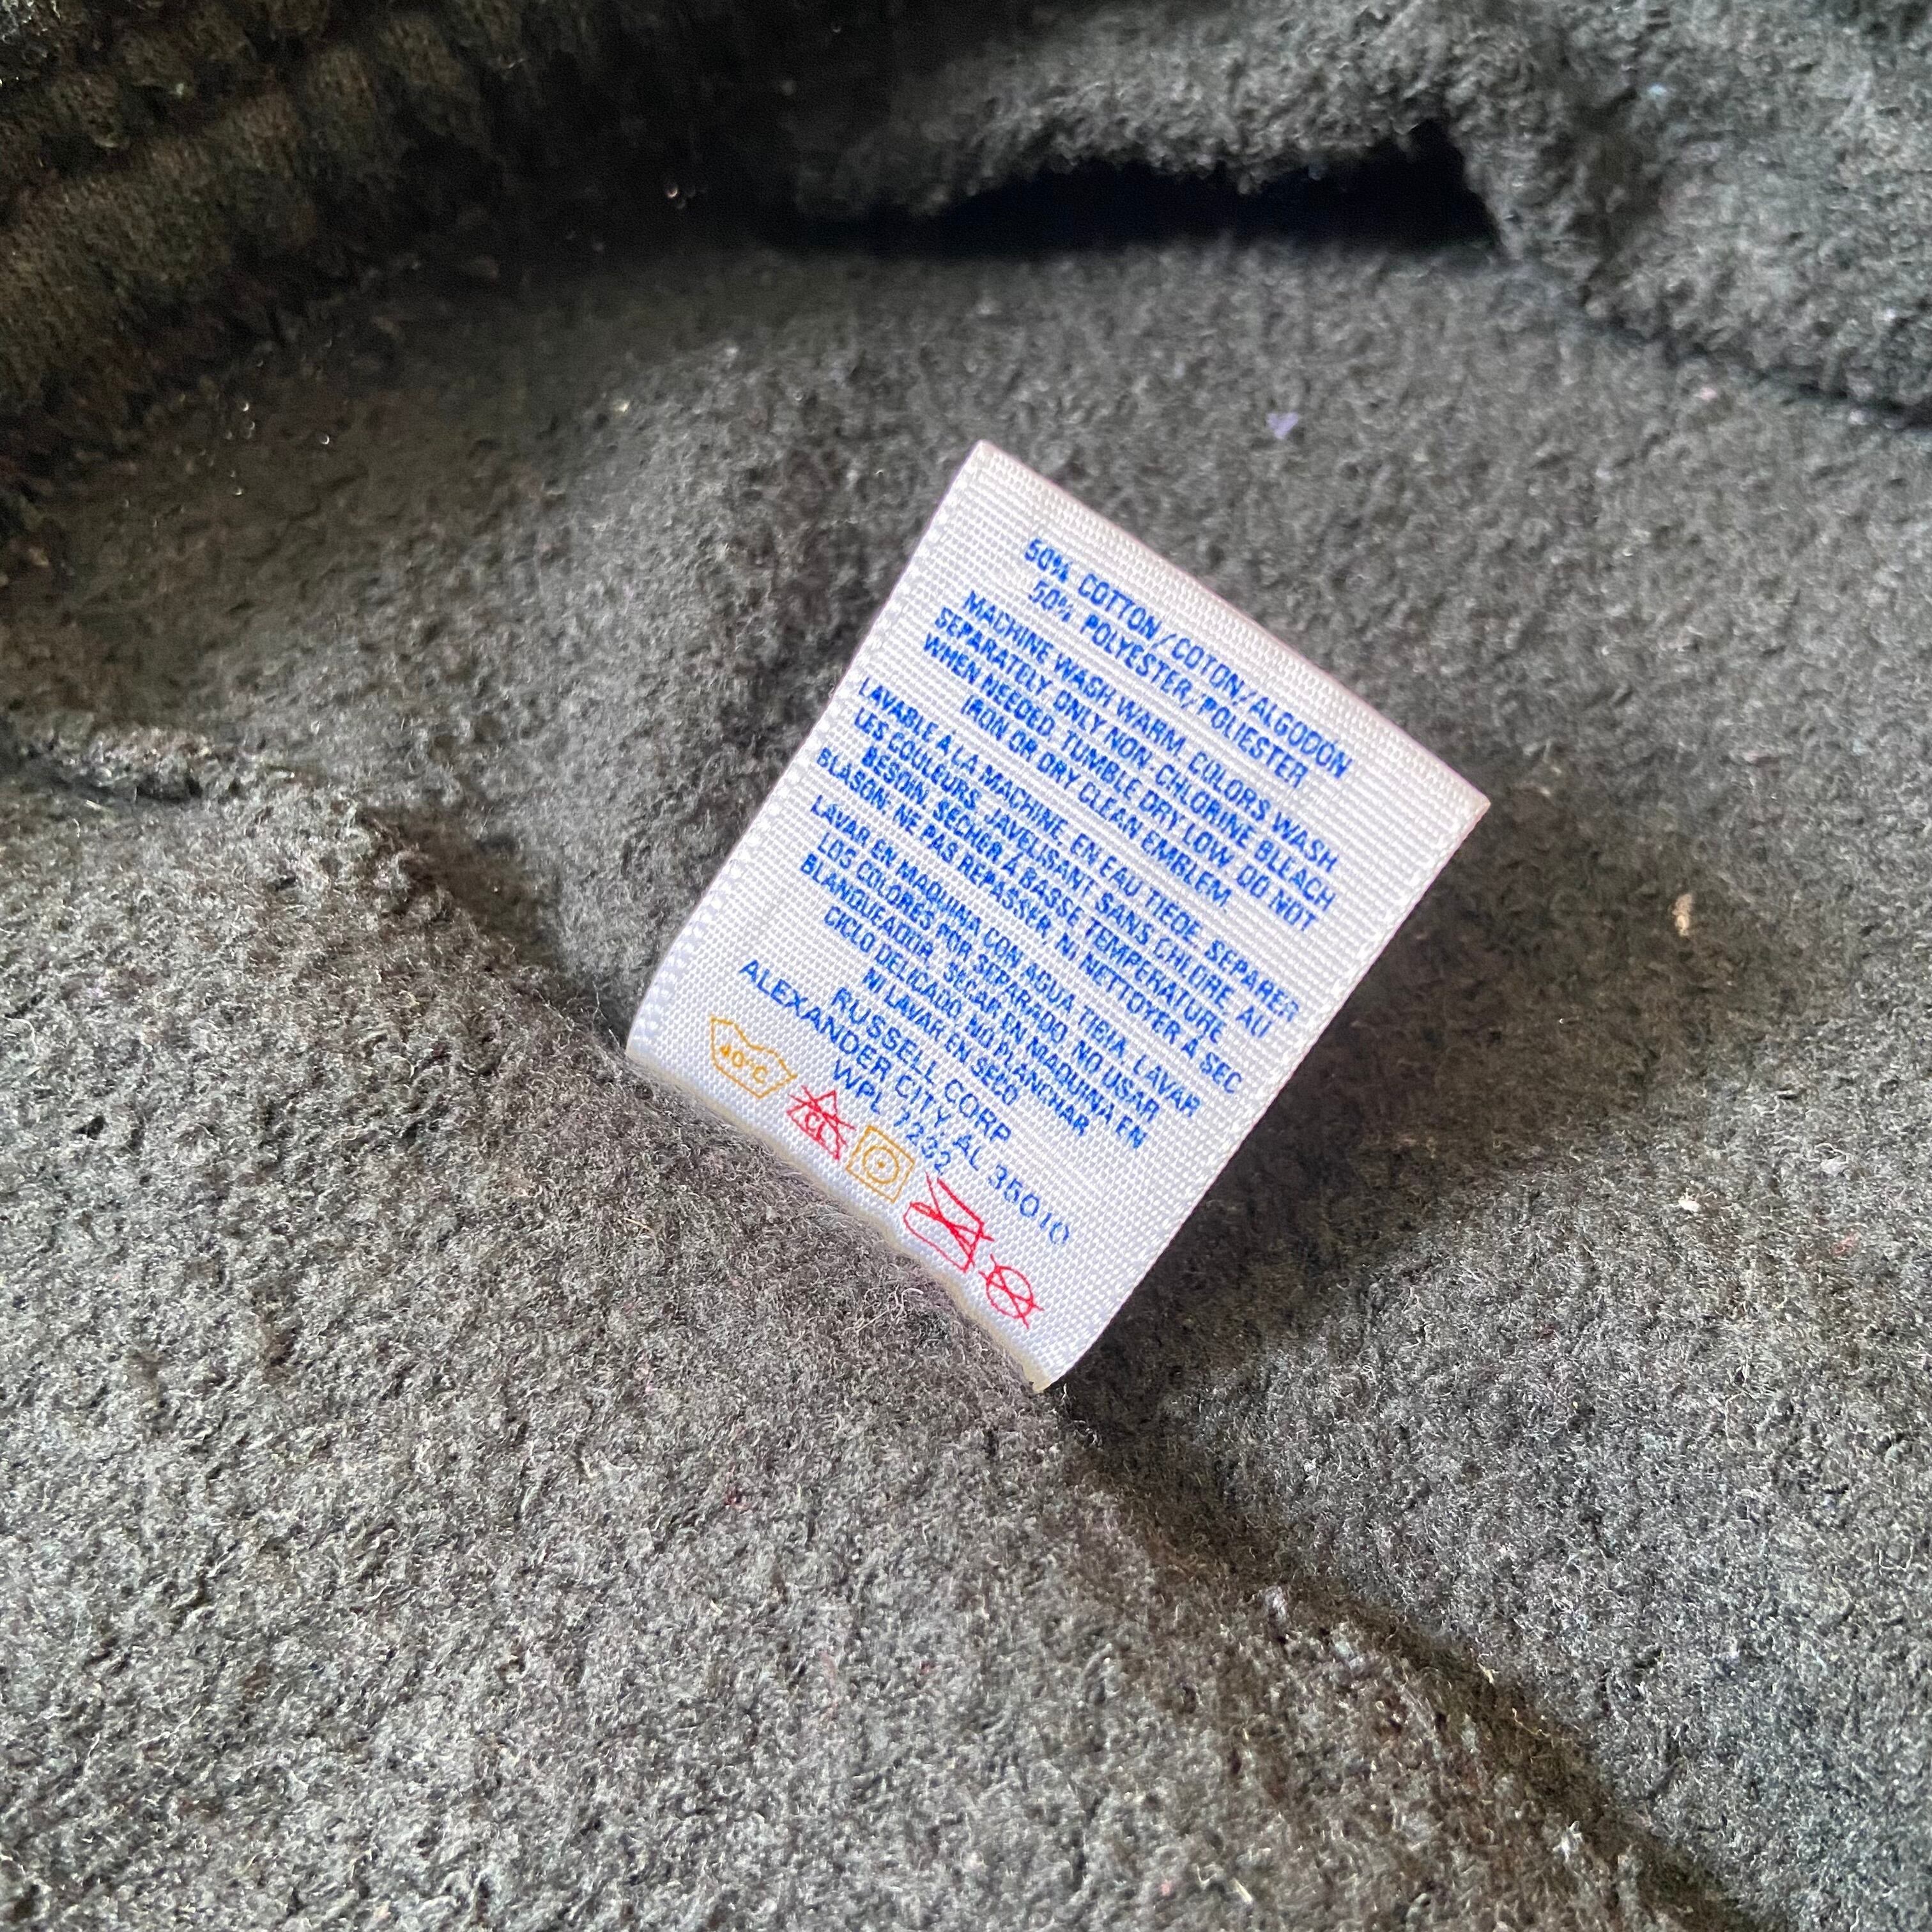 50% COTTON/COTON/ALGODÓN
50% POLYESTER/POLIESTER
MACHINE WASH WARM. COLORS WASH
SEPARATELY. ONLY NON-CHLORINE BLEACH
WHEN NEEDED. TUMBLE DRY LOW. DO NOT
IRON OR DRY CLEAN EMBLEM.
LAVABLE A LA MACHINE, EN EAU TIEDE. SEPARER
LES COULEURS. JAVELISANT SANS CHLORE, AU
BESOIN. SÉCHER À BASSE TEMPERATURE.
BLASON: NE PAS REPASSER, NI NETTOYER A SEC
LAVAR EN MAQUINA CON AGUA TIBIA. LAVAR
LOS COLORES POR SEPARADO. NO USAR
BLANQUEADOR. SECAR EN MAQUINA EN
CICLO DELICADO. NO PLANCHAR
NI LAVAR EN SECO
RUSSELL CORP.
ALEXANDER CITY, AL 35010
WPL 7232
40°C CL